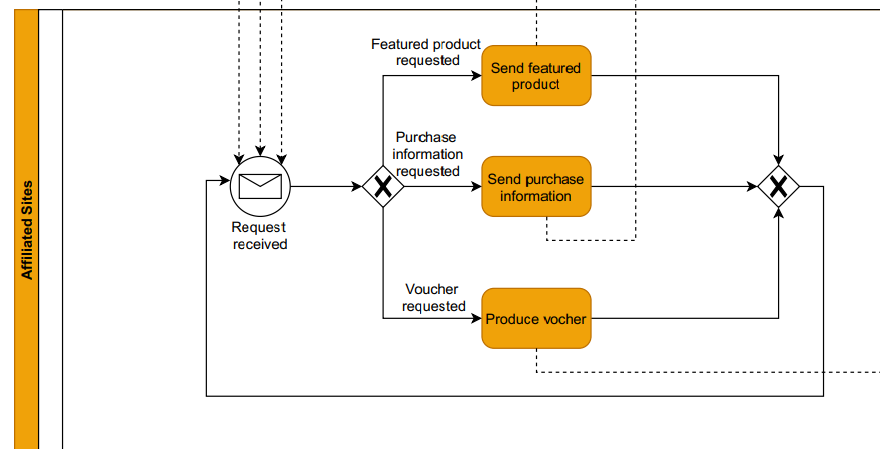 Affiliated Sites
Featured product
requested
Send featured
product
Purchase
information
requested
Send purchase
information
Request
received
Voucher
requested
Produce vocher